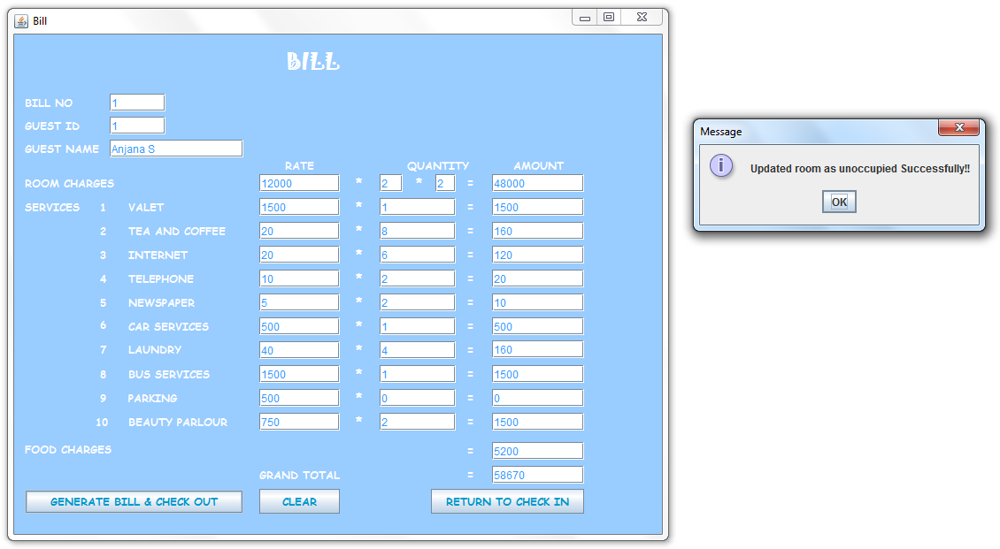 Bill
BILL
BILL NO 1
GUEST ID 1
GUEST NAME Anjana S
RATE QUANTITY AMOUNT
ROOM CHARGES 12000 * 2 * 2 = 48000
SERVICES 1 VALET 1500 * 1 = 1500
2 TEA AND COFFEE 20 * 8 = 160
3 INTERNET 20 * 6 = 120
4 TELEPHONE 10 * 2 = 20
5 NEWSPAPER 5 * 2 = 10
6 CAR SERVICES 500 * 1 = 500
7 LAUNDRY 40 * 4 = 160
8 BUS SERVICES 1500 * 1 = 1500
9 PARKING 500 * 0 = 0
10 BEAUTY PARLOUR 750 * 2 = 1500
FOOD CHARGES = 5200
GRAND TOTAL = 58670
GENERATE BILL & CHECK OUT CLEAR RETURN TO CHECK IN
Message
Updated room as unoccupied Successfully!!
OK